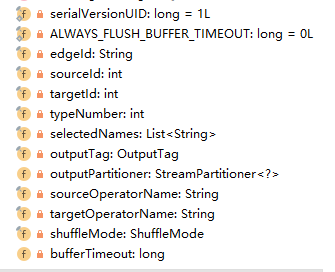 serialVersionUID: long = 1L
ALWAYS_FLUSH_BUFFER_TIMEOUT: long = 0L
edgeId: String
sourceId: int
targetId: int
typeNumber: int
selectedNames: List<String>
outputTag: OutputTag
outputPartitioner: StreamPartitioner<?>
sourceOperatorName: String
targetOperatorName: String
shuffleMode: ShuffleMode
bufferTimeout: long